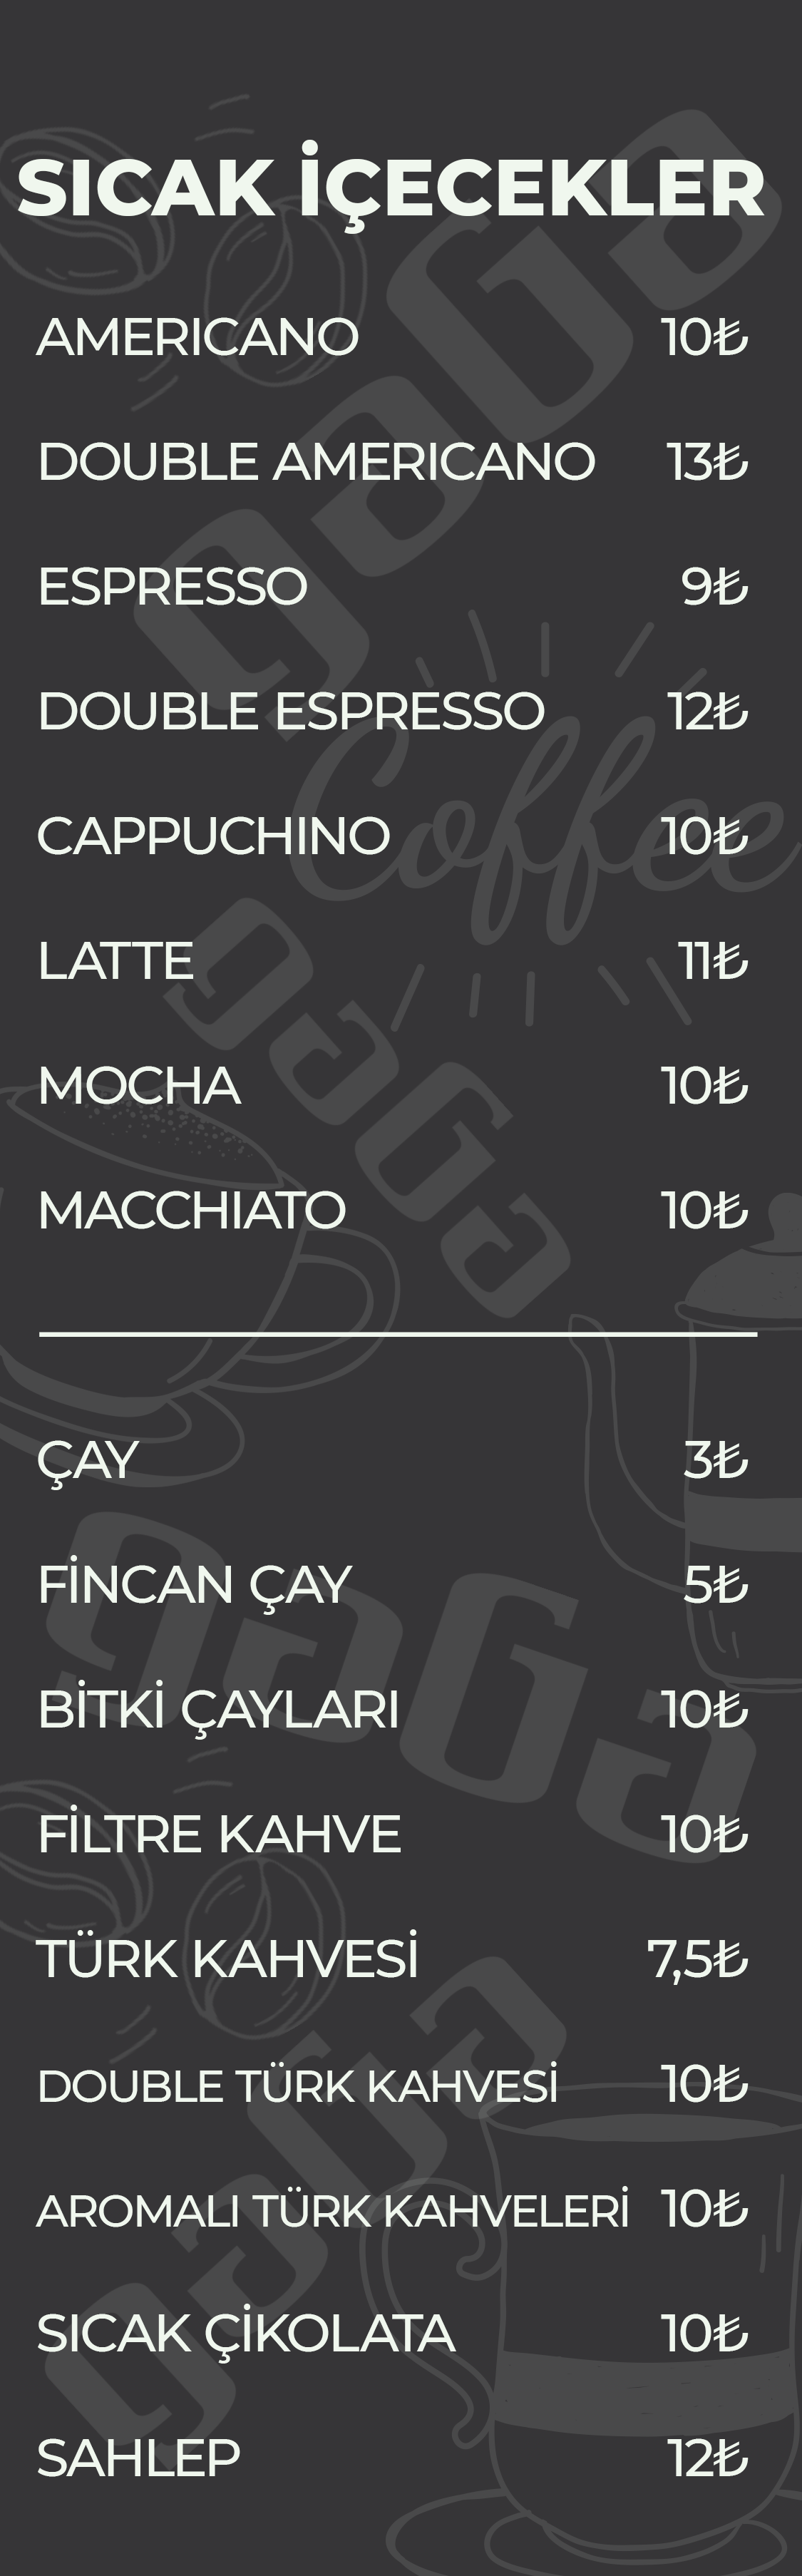 SICAK İÇECEKLER
AMERICANO 10₺
DOUBLE AMERICANO 13₺
ESPRESSO 9₺
DOUBLE ESPRESSO 12₺
CAPPUCHINO 10₺
Coffee
LATTE 11₺
MOCHA 10₺
MACCHIATO 10₺
ÇAY 3₺
FİNCAN ÇAY 5₺
BİTKİ ÇAYLARI 10₺
FİLTRE KAHVE 10₺
TÜRK KAHVESİ 7,5₺
DOUBLE TÜRK KAHVESİ 10₺
AROMALI TÜRK KAHVELERİ 10₺
SICAK ÇİKOLATA 10₺
SAHLEP 12₺